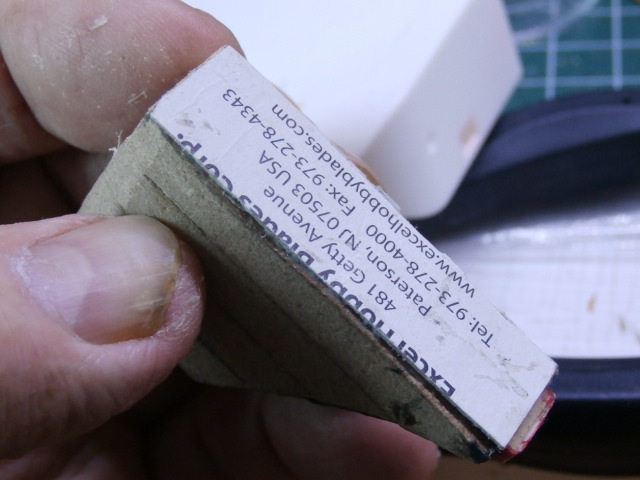 Excel Hobby Blades Corp.
481 Getty Avenue
Paterson, NJ 07503 USA
Tel: 973-278-4000 Fax: 973-278-4343
www.excelhobbyblades.com